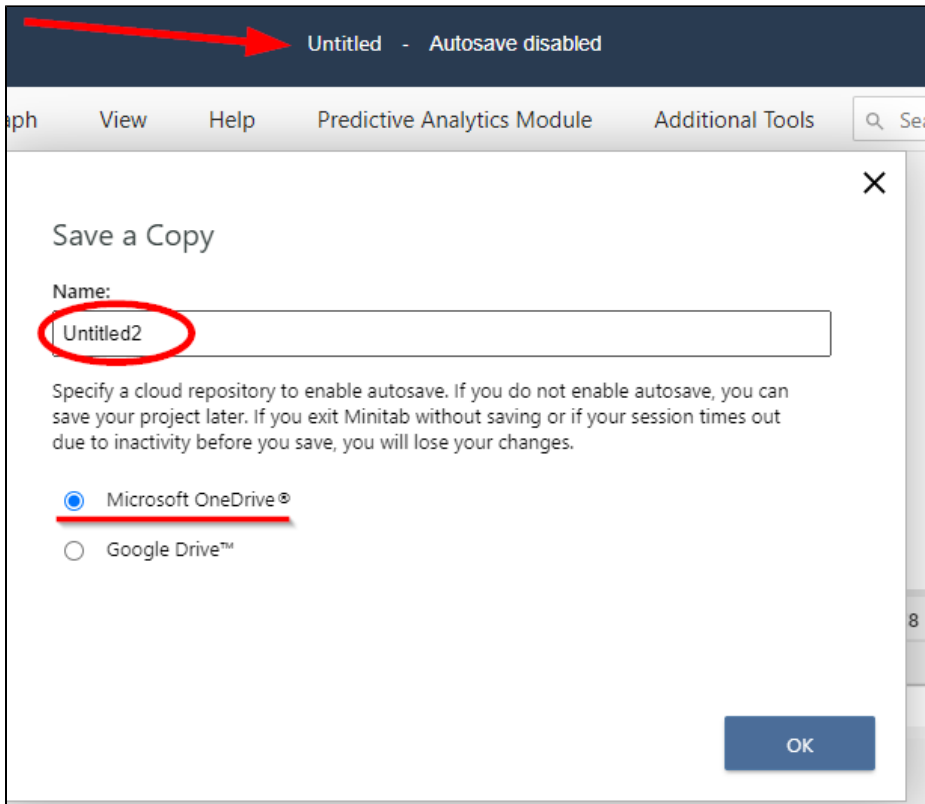 Untitled - Autosave disabled
View Help Predictive Analytics Module Additional Tools
Save a Copy
Name:
Untitled2
Specify a cloud repository to enable autosave. If you do not enable autosave, you can
save your project later. If you exit Minitab without saving or if your session times out
due to inactivity before you save, you will lose your changes.
Microsoft OneDrive®
Google Drive™
8
OK